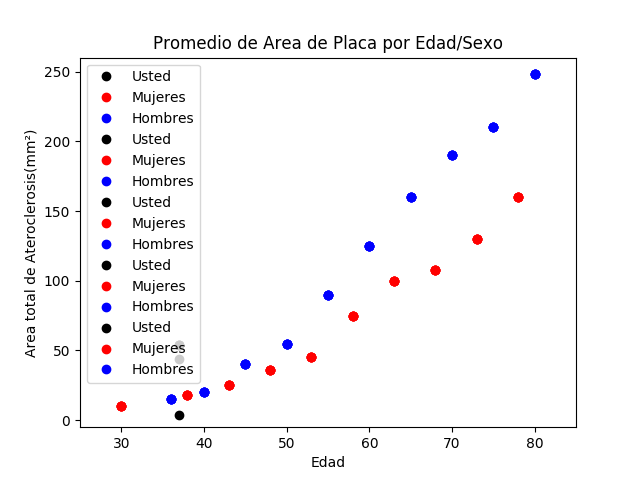 Promedio de Area de Placa por Edad/Sexo
250
200
150
100
50
0
Area total de Ateroclerosis(mm²)
Usted
Mujeres
Hombres
Usted
Mujeres
Hombres
Usted
Mujeres
Hombres
Usted
Mujeres
Hombres
Usted
Mujeres
Hombres
30 40 50 60 70 80
Edad